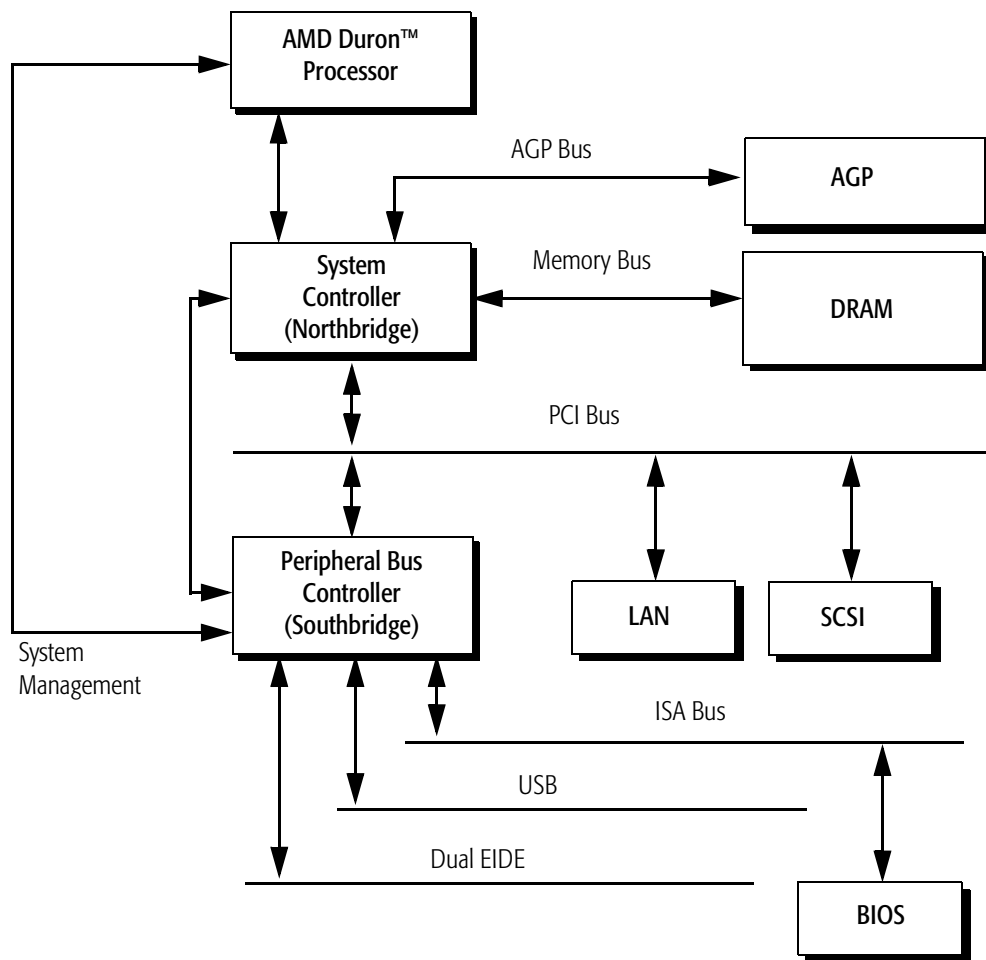 AMD Duron™
Processor
AGP Bus
AGP
System
Controller
(Northbridge)
Memory Bus
DRAM
PCI Bus
Peripheral Bus
Controller
(Southbridge)
LAN
SCSI
System
Management
ISA Bus
USB
Dual EIDE
BIOS